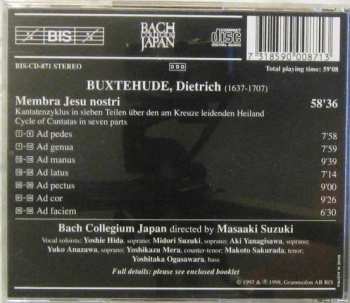 BIS
BACH
COLLEGIUM
JAPAN
COMPACT
disc
DIGITAL AUDIO
7 318590 008713
BIS-CD-871 STEREO
DDD
Total playing time: 59'08
BUXTEHUDE, Dietrich (1637-1707)
Membra Jesu nostri 58'36
Kantatenzyklus in sieben Teilen über den am Kreuze leidenden Heiland
Cycle of Cantatas in seven parts
Ad pedes 7'58
Ad genua 7'59
Ad manus 9'39
Ad latus 7'14
Ad pectus 9'00
Ad cor 9'26
Ad faciem 6'30
Bach Collegium Japan directed by Masaaki Suzuki
Vocal soloists: Yoshie Hida, soprano; Midori Suzuki, soprano; Aki Yanagisawa, soprano;
Yuko Anazawa, soprano; Yoshikazu Mera, counter-tenor; Makoto Sakurada, tenor;
Yoshitaka Ogasawara, bass
Full details: please see enclosed booklet
© 1997 & ℗ 1998, Grammofon AB BIS